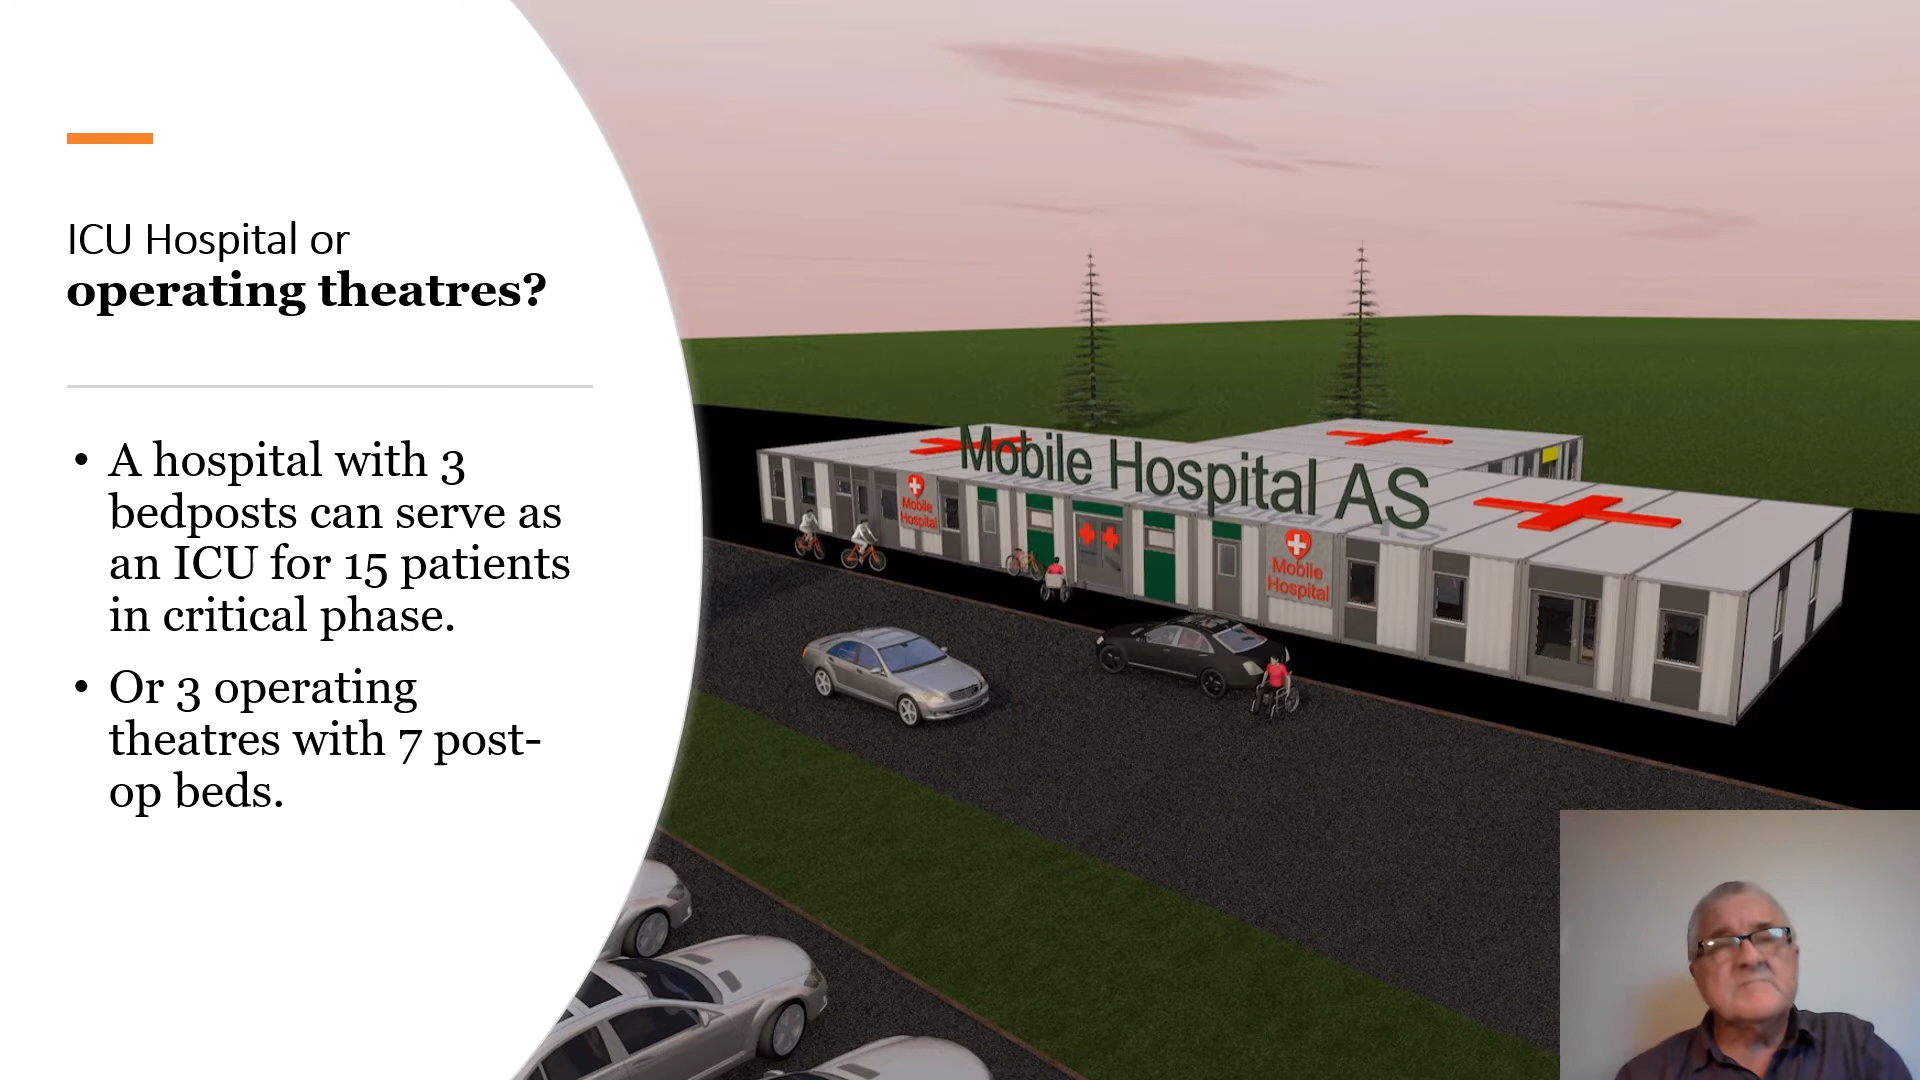 ICU Hospital or
operating theatres?
• A hospital with 3
bedposts can serve as
an ICU for 15 patients
in critical phase.
• Or 3 operating
theatres with 7 post-
op beds.
Mobile Hospital AS
Mobile
Hospital
Mobile
Hospital